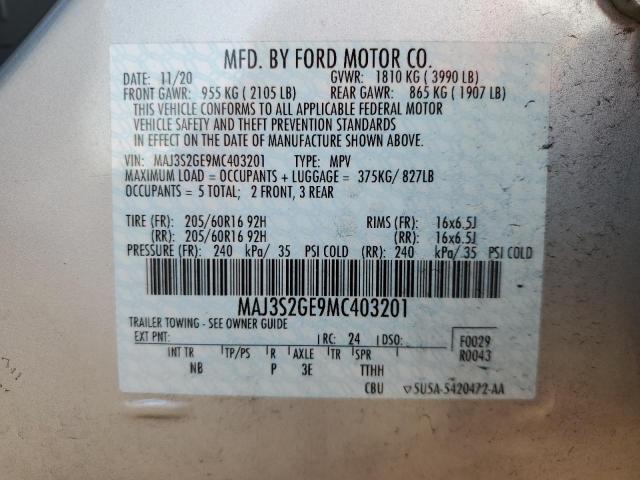 MFD. BY FORD MOTOR CO.
DATE: 11/20 GVWR: 1810 KG ( 3990 LB)
FRONT GAWR: 955 KG ( 2105 LB) REAR GAWR: 865 KG ( 1907 LB)
THIS VEHICLE CONFORMS TO ALL APPLICABLE FEDERAL MOTOR
VEHICLE SAFETY AND THEFT PREVENTION STANDARDS
IN EFFECT ON THE DATE OF MANUFACTURE SHOWN ABOVE.
VIN: MAJ3S2GE9MC403201 TYPE: MPV
MAXIMUM LOAD = OCCUPANTS + LUGGAGE = 375KG/ 827LB
OCCUPANTS = 5 TOTAL; 2 FRONT, 3 REAR
TIRE (FR): 205/60R16 92H RIMS (FR): 16x6.5J
(RR): 205/60R16 92H (RR): 16x6.5J
PRESSURE (FR): 240 kPa/ 35 PSI COLD (RR): 240 kPa/ 35 PSI COLD
MAJ3S2GE9MC403201
TRAILER TOWING - SEE OWNER GUIDE
EXT PNT: RC: 24 DSO: F0029
R0043
INT TR TP/PS R AXLE TR SPR
NB P 3E TTHH
CBU 5U5A-5420472-AA